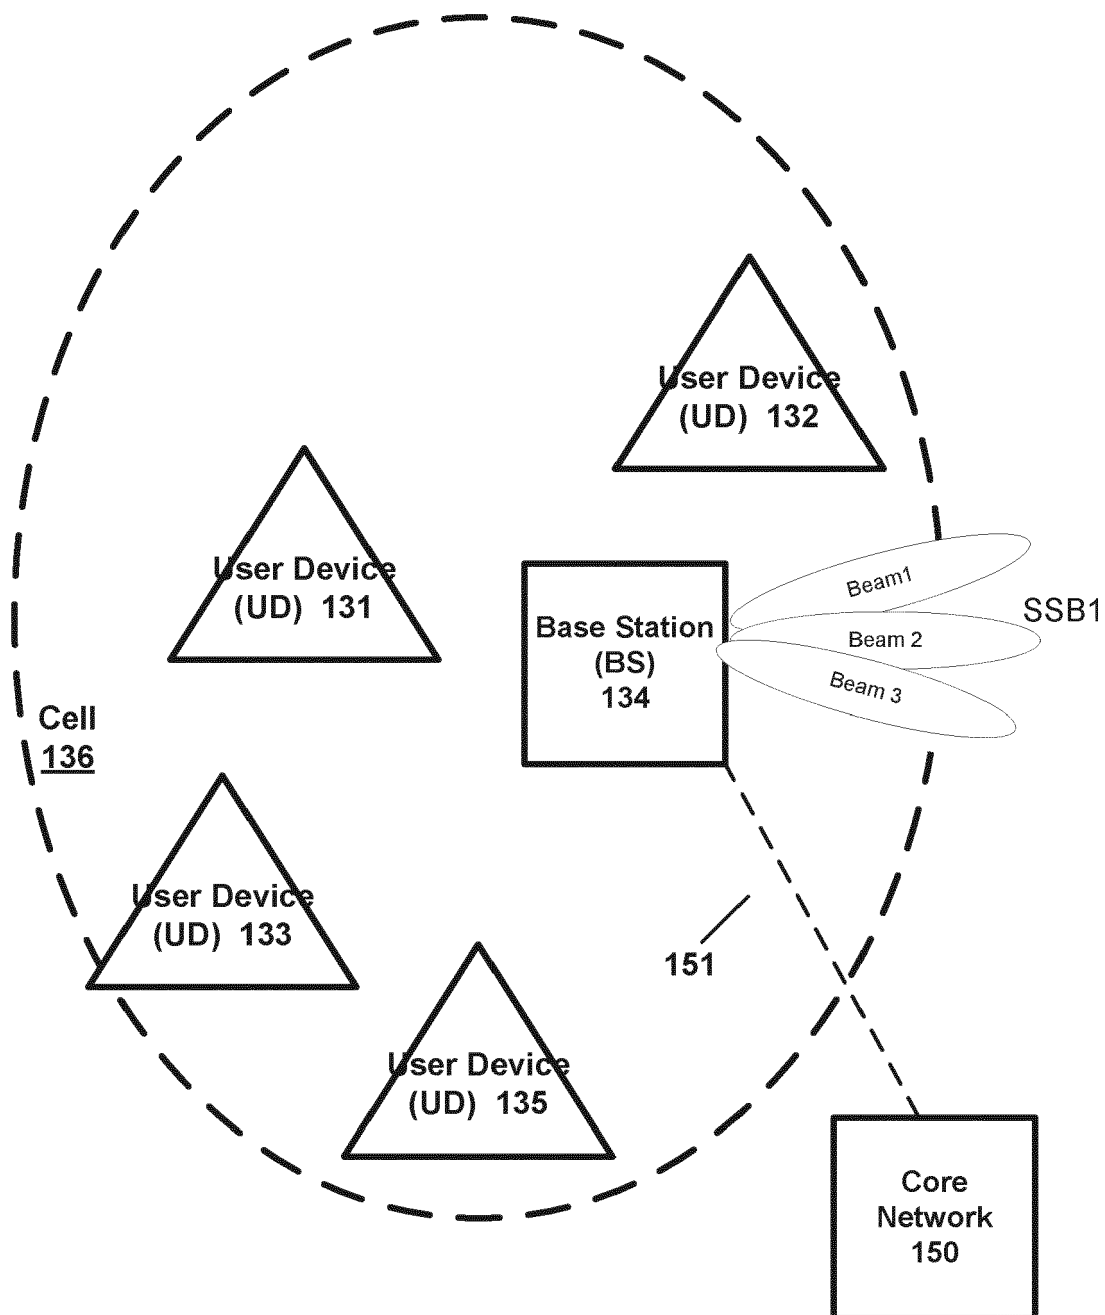 User Device
(UD) 132
User Device
(UD) 131
Beam1
SSB1
Base Station
(BS)
134
Beam 2
Beam 3
Cell
136
User Device
(UD) 133
151
User Device
(UD) 135
Core
Network
150